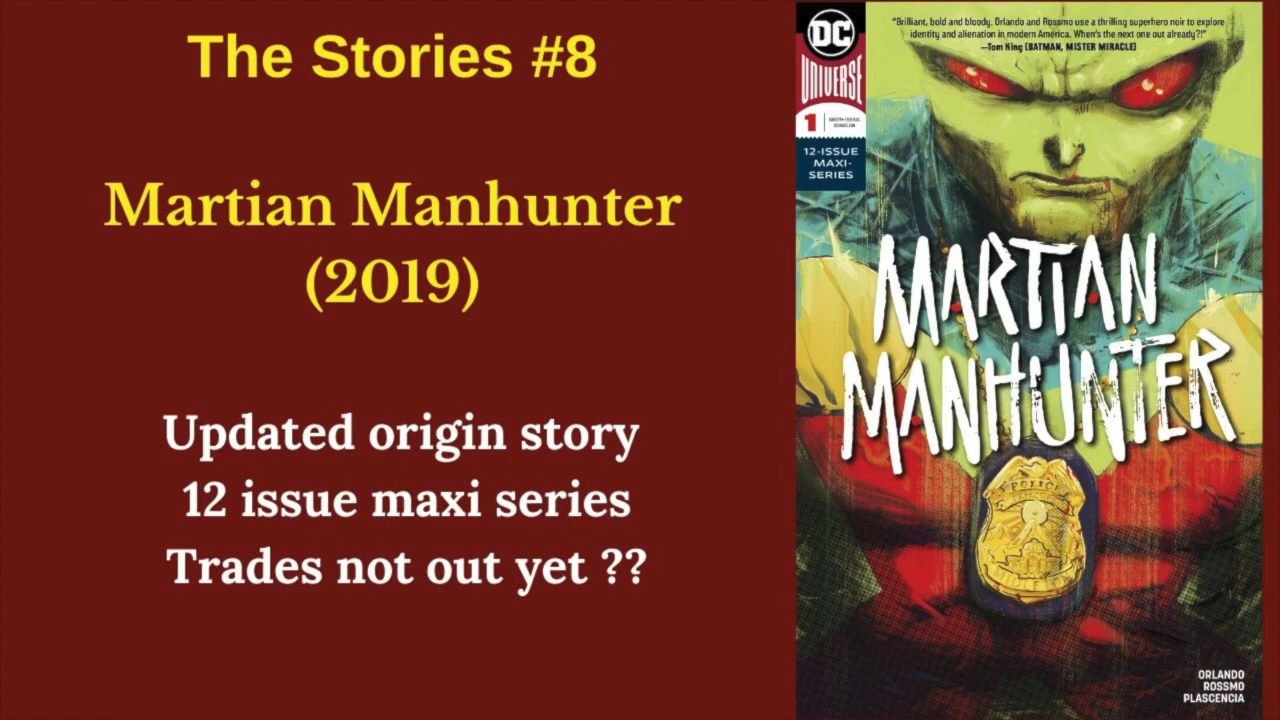 The Stories #8
Martian Manhunter
(2019)
Updated origin story
12 issue maxi series
Trades not out yet ??
DC
UNIVERSE
1
12-ISSUE
MAXI-
SERIES
"Brilliant, bold and bloody. Orlando and Rossmo use a thrilling superhero noir to explore
identity and alienation in modern America. When's the next one out already?!"
—Tom King (BATMAN, MISTER MIRACLE)
MARTIAN
MANHUNTER
POLICE
ORLANDO
ROSSMO
PLASCENCIA